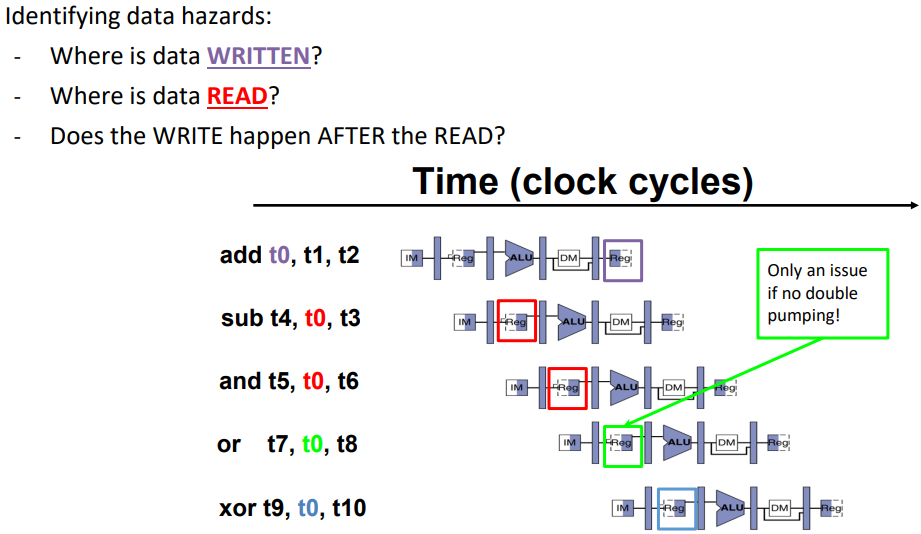 Identifying data hazards:
- Where is data WRITTEN?
- Where is data READ?
- Does the WRITE happen AFTER the READ?
Time (clock cycles)
add t0, t1, t2
IM Reg ALU DM Reg
Only an issue
if no double
pumping!
sub t4, t0, t3
IM Reg ALU DM Reg
and t5, t0, t6
IM Reg ALU DM Reg
or t7, t0, t8
IM Reg ALU DM Reg
xor t9, t0, t10
IM Reg ALU DM Reg